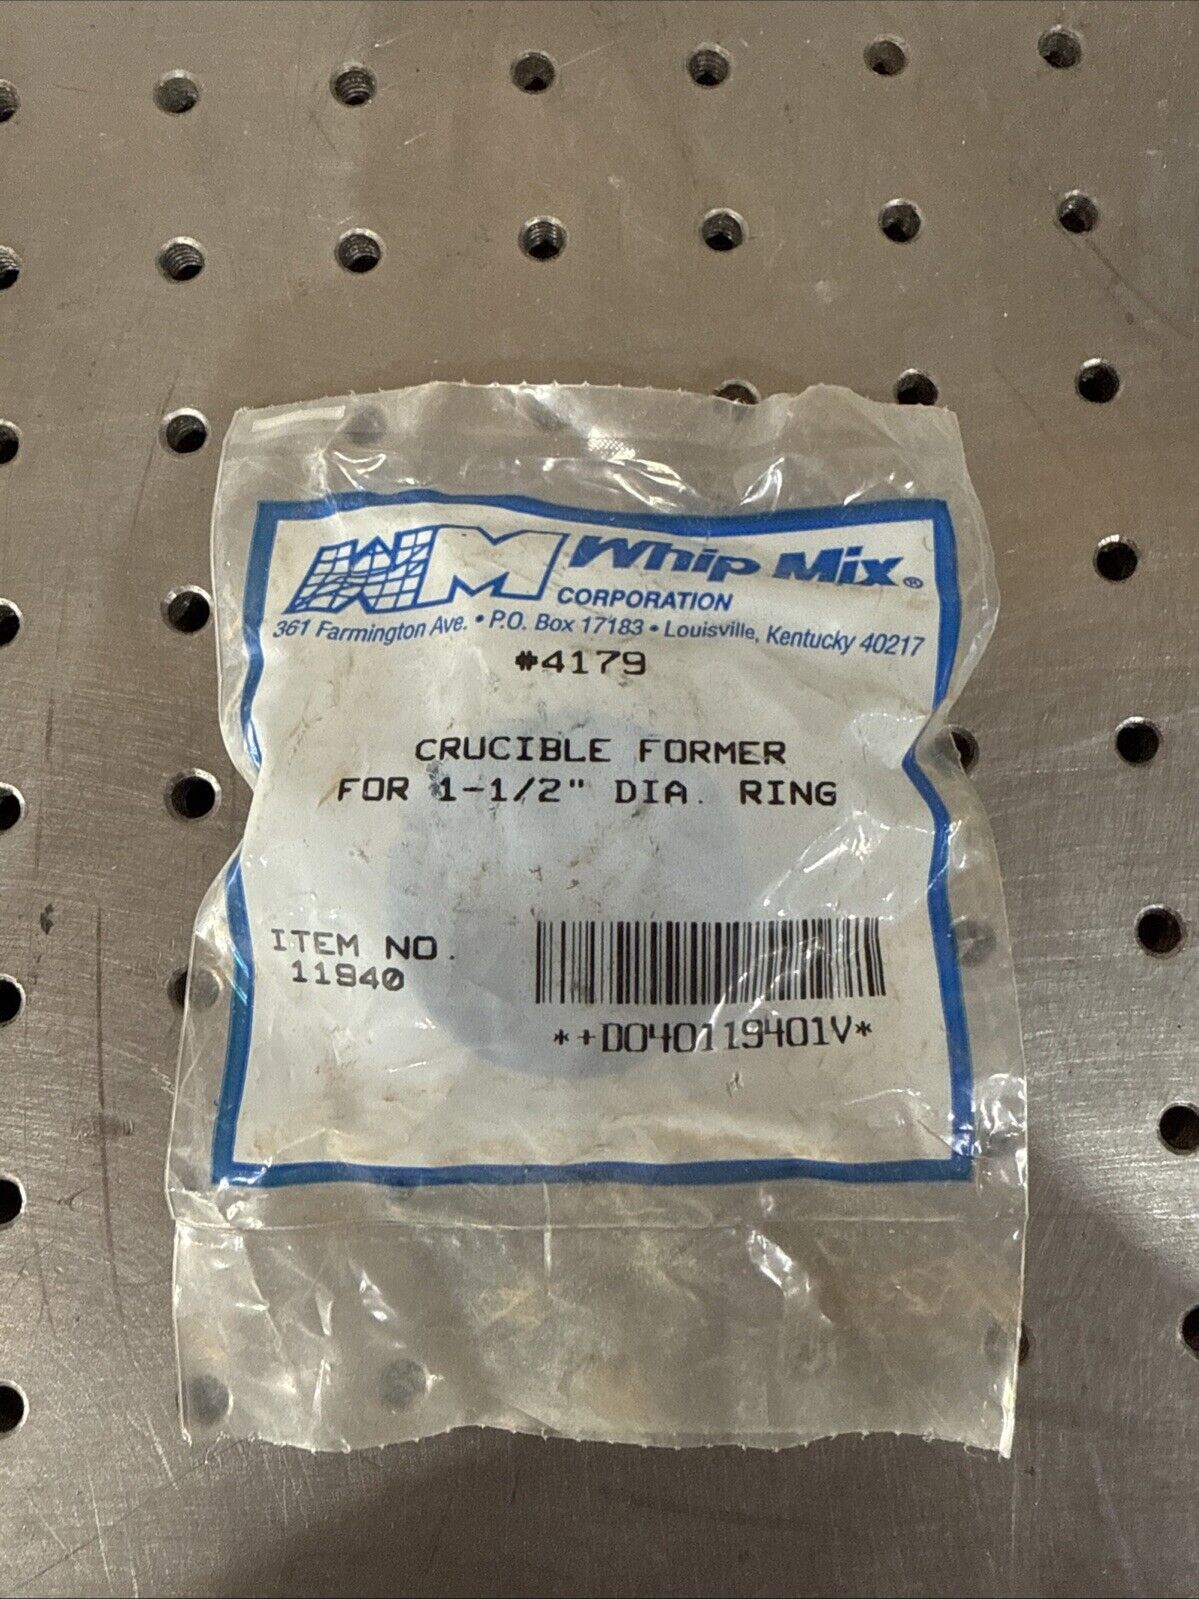 WM Whip Mix®
CORPORATION
361 Farmington Ave. • P.O. Box 17183 • Louisville, Kentucky 40217
#4179
CRUCIBLE FORMER
FOR 1-1/2" DIA. RING
ITEM NO.
11940
*+D040119401V*